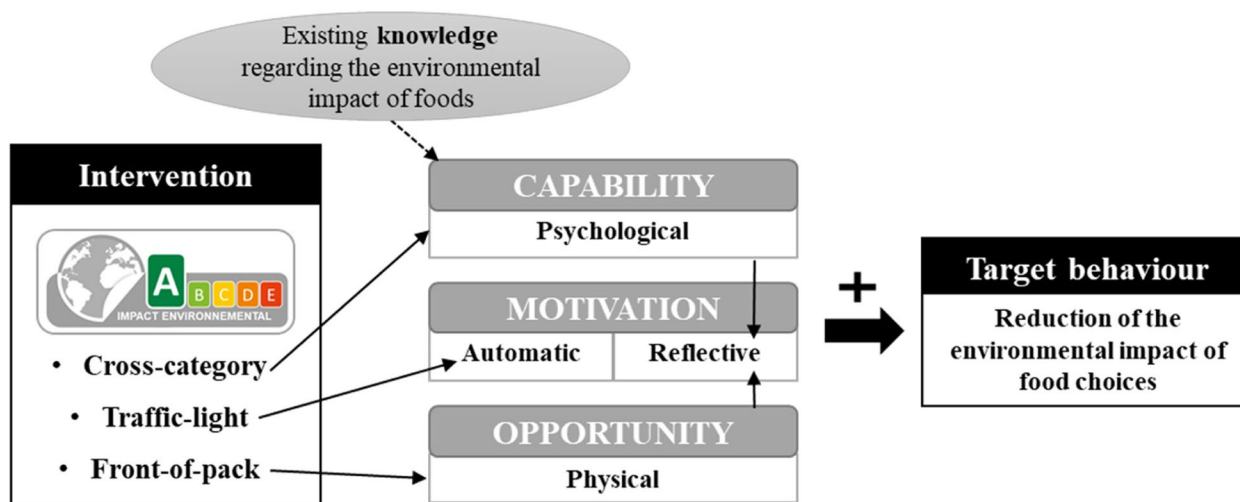 Existing knowledge
regarding the environmental
impact of foods
Intervention
A
B C D E
IMPACT ENVIRONNEMENTAL
• Cross-category
• Traffic-light
• Front-of-pack
CAPABILITY
Psychological
MOTIVATION
Automatic
Reflective
OPPORTUNITY
Physical
+
Target behaviour
Reduction of the
environmental impact of
food choices